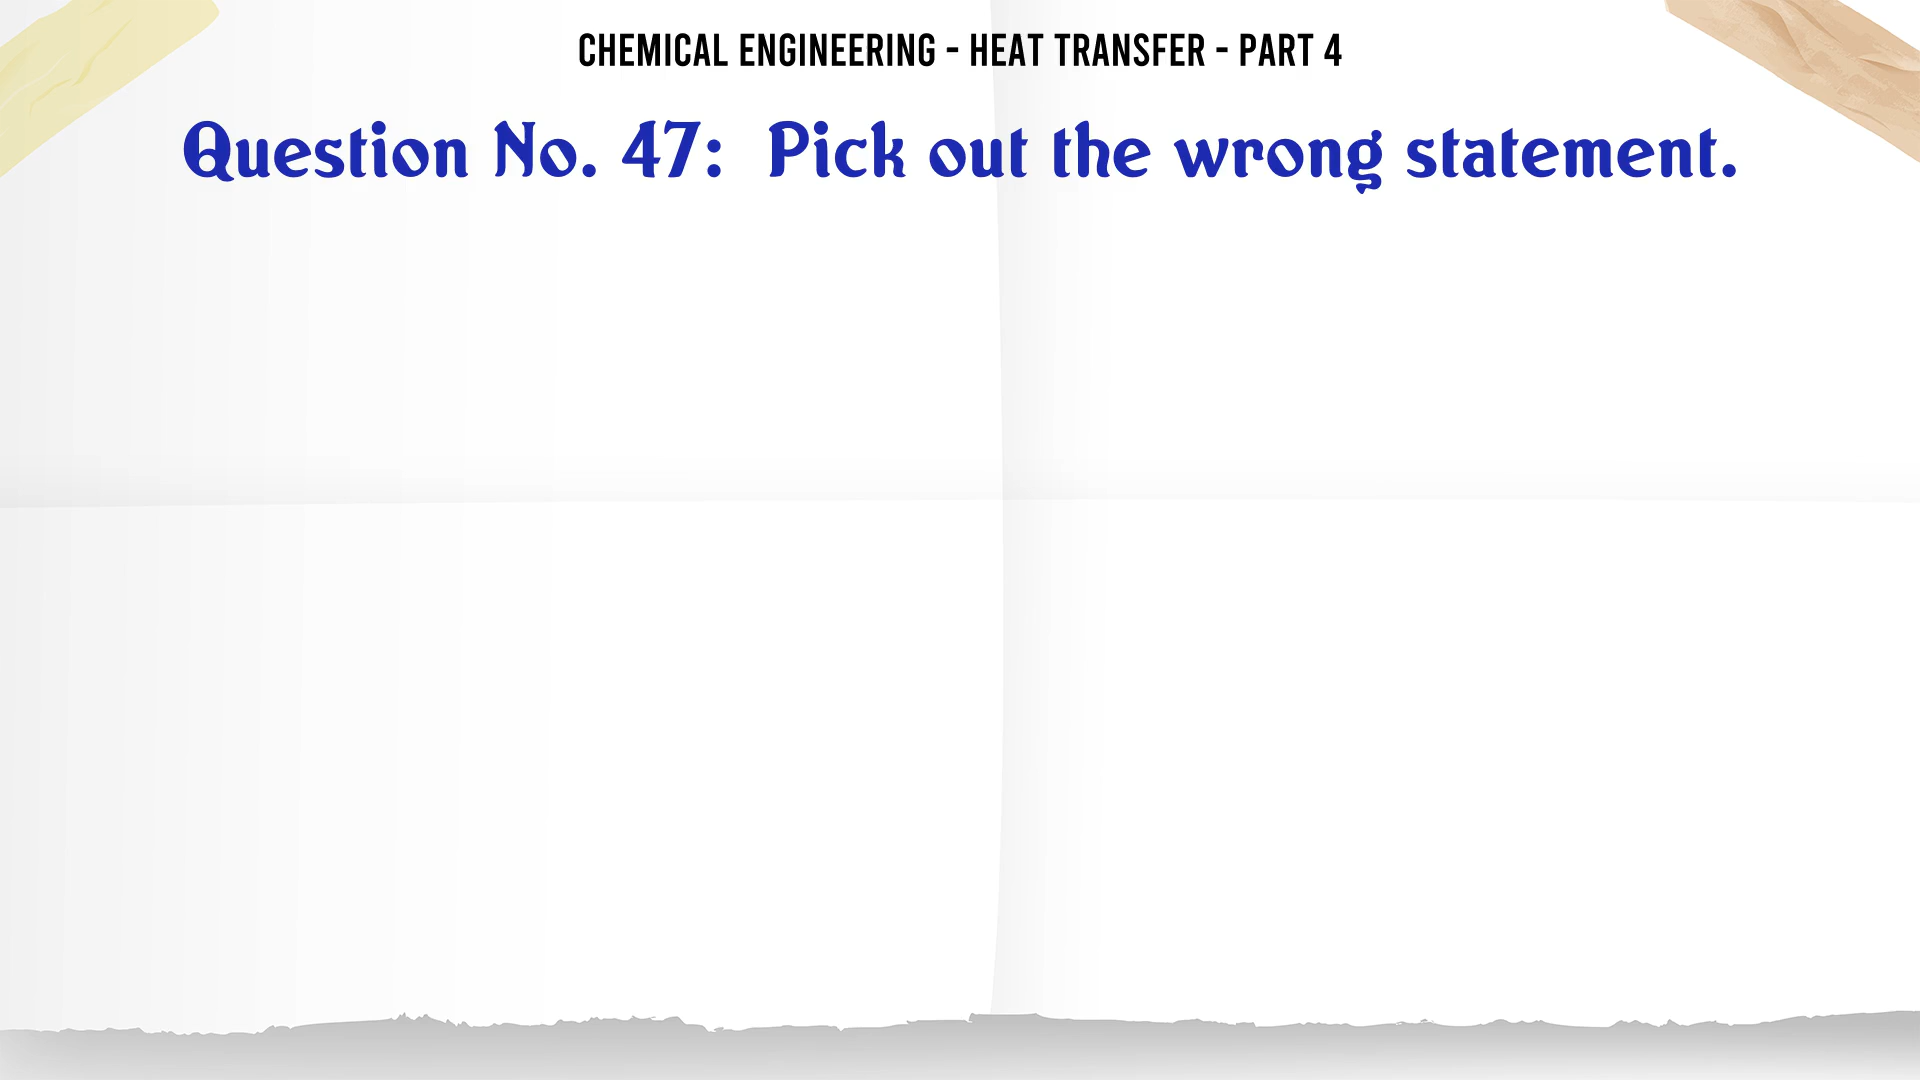 CHEMICAL ENGINEERING - HEAT TRANSFER - PART 4
Question No. 47: Pick out the wrong statement.